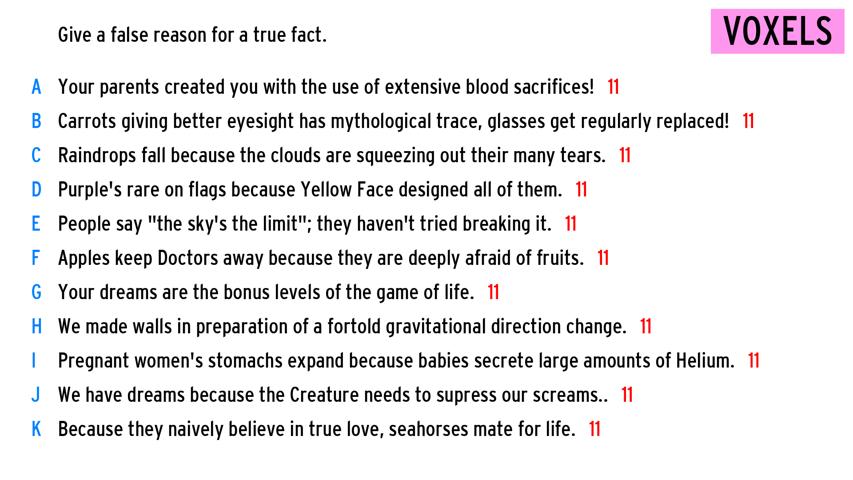 Give a false reason for a true fact.
VOXELS
A Your parents created you with the use of extensive blood sacrifices! 11
B Carrots giving better eyesight has mythological trace, glasses get regularly replaced! 11
C Raindrops fall because the clouds are squeezing out their many tears. 11
D Purple's rare on flags because Yellow Face designed all of them. 11
E People say "the sky's the limit"; they haven't tried breaking it. 11
F Apples keep Doctors away because they are deeply afraid of fruits. 11
G Your dreams are the bonus levels of the game of life. 11
H We made walls in preparation of a fortold gravitational direction change. 11
I Pregnant women's stomachs expand because babies secrete large amounts of Helium. 11
J We have dreams because the Creature needs to supress our screams.. 11
K Because they naively believe in true love, seahorses mate for life. 11